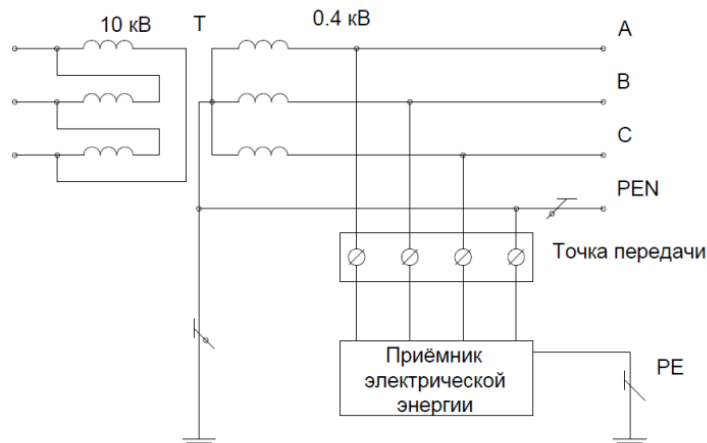 10 кВ
T
0.4 кВ
A
B
C
PEN
Точка передачи
Приёмник
электрической
энергии
PE